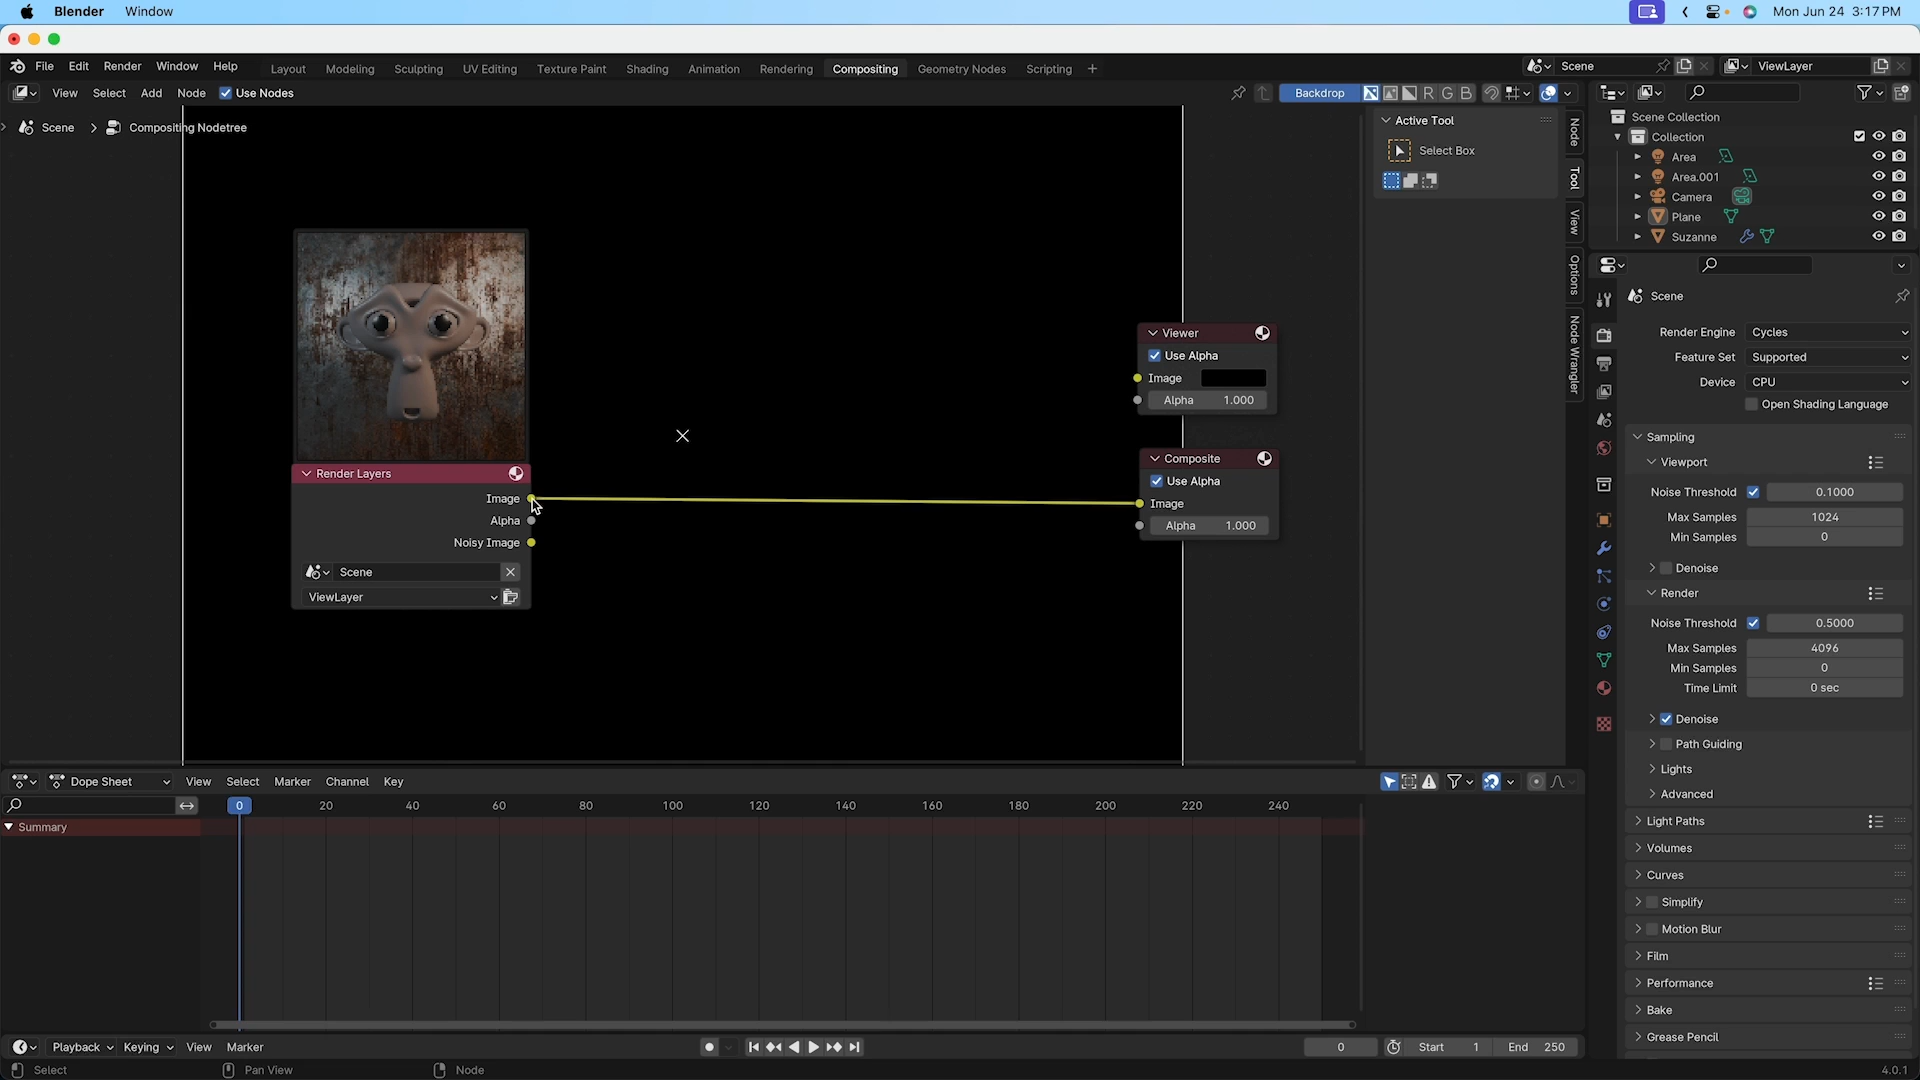 Blender Window Mon Jun 24 3:17 PM
File Edit Render Window Help Layout Modeling Sculpting UV Editing Texture Paint Shading Animation Rendering Compositing Geometry Nodes Scripting + Scene ViewLayer
View Select Add Node Use Nodes Backdrop R G B
Scene > Compositing Nodetree
Active Tool
Select Box
Node
Tool
View
Options
Node Wrangler
Scene Collection
Collection
Area
Area.001
Camera
Plane
Suzanne
Scene
Render Engine Cycles
Feature Set Supported
Device CPU
Open Shading Language
Sampling
Viewport
Noise Threshold 0.1000
Max Samples 1024
Min Samples 0
Denoise
Render
Noise Threshold 0.5000
Max Samples 4096
Min Samples 0
Time Limit 0 sec
Denoise
Path Guiding
Lights
Advanced
Light Paths
Volumes
Curves
Simplify
Motion Blur
Film
Performance
Bake
Grease Pencil
Viewer
Use Alpha
Image
Alpha 1.000
Composite
Use Alpha
Image
Alpha 1.000
Render Layers
Image
Alpha
Noisy Image
Scene
ViewLayer
Dope Sheet View Select Marker Channel Key
0 20 40 60 80 100 120 140 160 180 200 220 240
Summary
Playback Keying View Marker 0 Start 1 End 250
Select Pan View Node 4.0.1